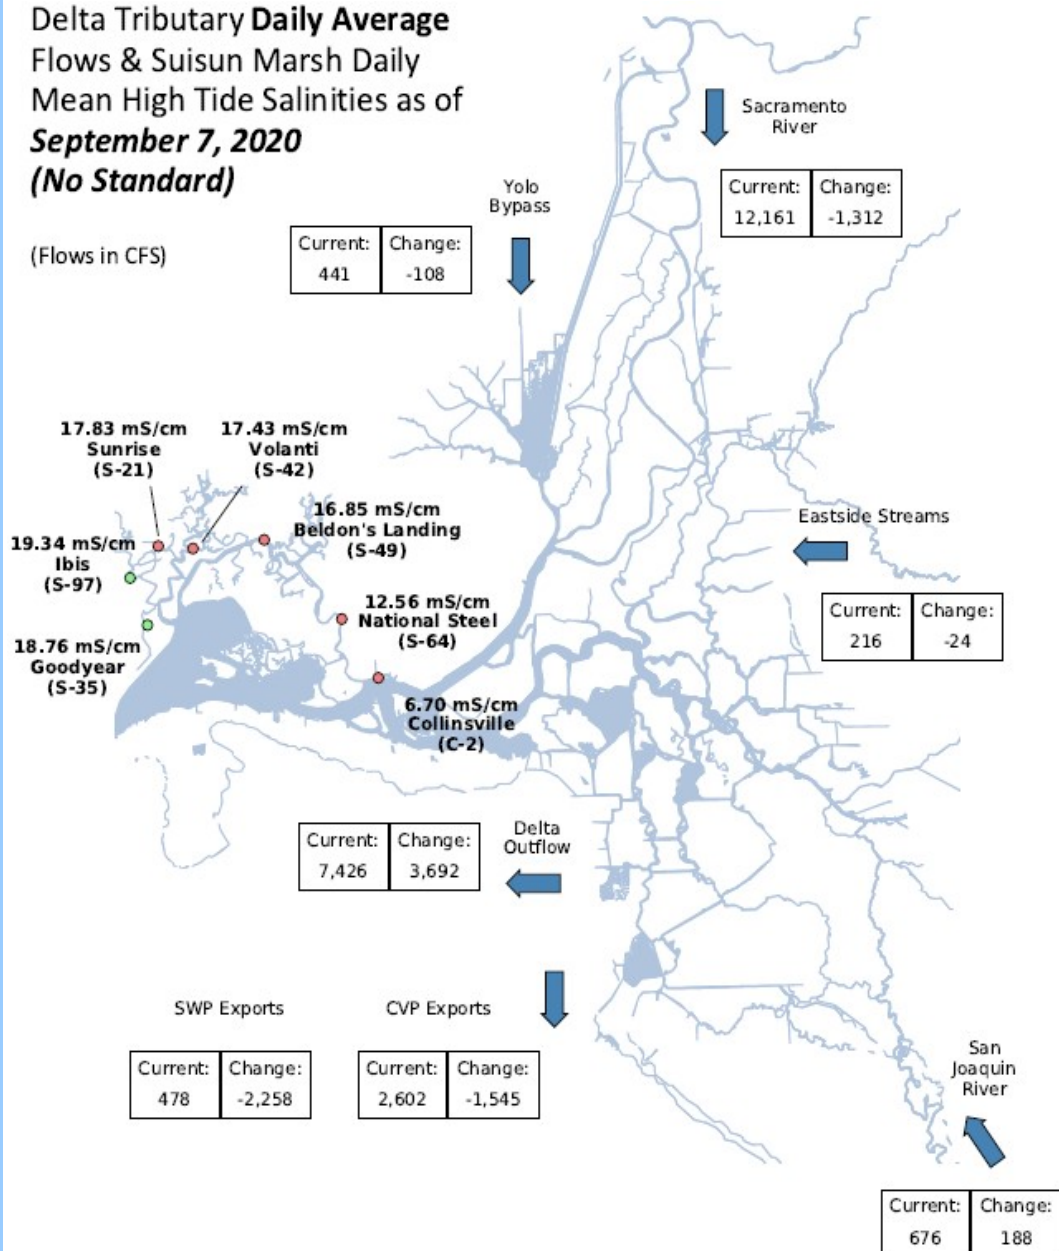 Delta Tributary Daily Average
Flows & Suisun Marsh Daily
Mean High Tide Salinities as of
September 7, 2020
(No Standard)
(Flows in CFS)
Sacramento
River
Current: Change:
12,161 -1,312
Yolo
Bypass
Current: Change:
441 -108
17.83 mS/cm
Sunrise
(S-21)
17.43 mS/cm
Volanti
(S-42)
16.85 mS/cm
Beldon's Landing
(S-49)
19.34 mS/cm
Ibis
(S-97)
12.56 mS/cm
National Steel
(S-64)
18.76 mS/cm
Goodyear
(S-35)
6.70 mS/cm
Collinsville
(C-2)
Eastside Streams
Current: Change:
216 -24
Delta
Outflow
Current: Change:
7,426 3,692
SWP Exports
Current: Change:
478 -2,258
CVP Exports
Current: Change:
2,602 -1,545
San
Joaquin
River
Current: Change:
676 188